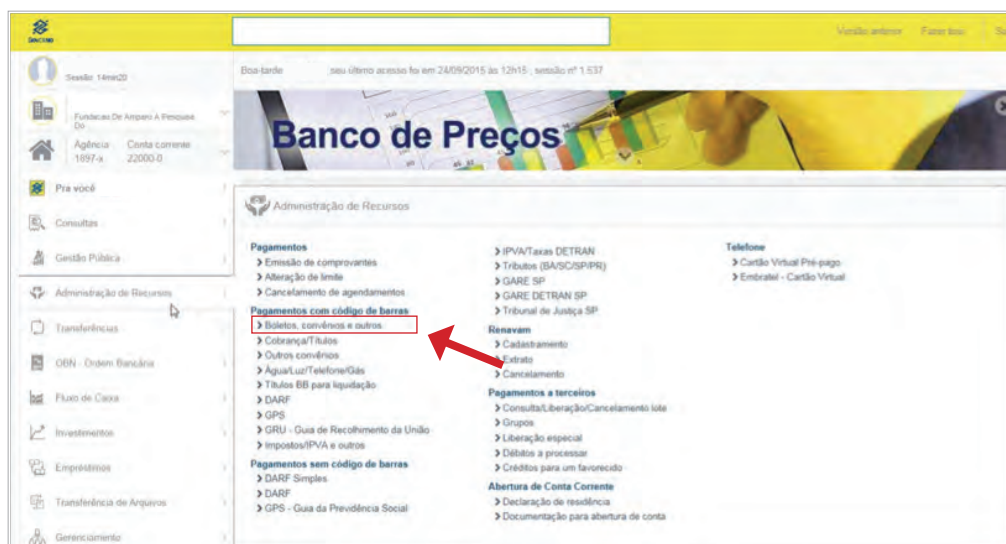 Versão anterior
Sessão 14min20
Boa-tarde seu último acesso foi em 24/09/2015 às 12h15 , sessão nº 1.537
Fundacao De Amparo A Pesquisa Do
Agência Conta corrente
1897-x 22000-0
Banco de Preços
Pra você
Consultas
Gestão Pública
Administração de Recursos
Transferências
OBN - Ordem Bancária
Fluxo de Caixa
Investimentos
Empréstimos
Transferência de Arquivos
Gerenciamento
Administração de Recursos
Pagamentos
Emissão de comprovantes
Alteração de limite
Cancelamento de agendamentos
Pagamentos com código de barras
Boletos, convênios e outros
Cobrança/Títulos
Outros convênios
Água/Luz/Telefone/Gás
Títulos BB para liquidação
DARF
GPS
GRU - Guia de Recolhimento da União
Impostos/IPVA e outros
Pagamentos sem código de barras
DARF Simples
DARF
GPS - Guia da Previdência Social
IPVA/Taxas DETRAN
Tributos (BA/SC/SP/PR)
GARE SP
GARE DETRAN SP
Tribunal de Justiça SP
Renavam
Cadastramento
Extrato
Cancelamento
Pagamentos a terceiros
Consulta/Liberação/Cancelamento lote
Grupos
Liberação especial
Débitos a processar
Créditos para um favorecido
Abertura de Conta Corrente
Declaração de residência
Documentação para abertura de conta
Telefone
Cartão Virtual Pré-pago
Embratel - Cartão Virtual